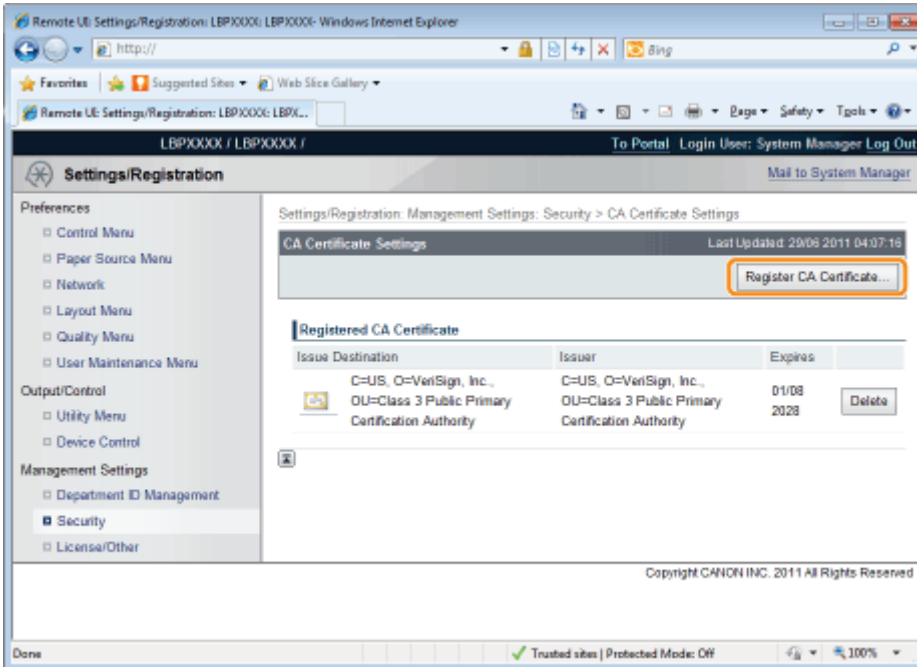 Remote UI: Settings/Registration: LBPXXXX: LBPXXXX- Windows Internet Explorer
http://
Bing
Favorites Suggested Sites Web Slice Gallery
Remote UI: Settings/Registration: LBPXXXX: LBPX... Page Safety Tools
LBPXXXX / LBPXXXX / To Portal Login User: System Manager Log Out
Settings/Registration Mail to System Manager
Preferences
Control Menu
Paper Source Menu
Network
Layout Menu
Quality Menu
User Maintenance Menu
Output/Control
Utility Menu
Device Control
Management Settings
Department ID Management
Security
License/Other
Settings/Registration: Management Settings: Security > CA Certificate Settings
CA Certificate Settings Last Updated: 29/06 2011 04:07:16
Register CA Certificate...
Registered CA Certificate
Issue Destination Issuer Expires
C=US, O=VeriSign, Inc., C=US, O=VeriSign, Inc., 01/08
OU=Class 3 Public Primary OU=Class 3 Public Primary 2028 Delete
Certification Authority Certification Authority
Copyright CANON INC. 2011 All Rights Reserved
Done Trusted sites | Protected Mode: Off 100%